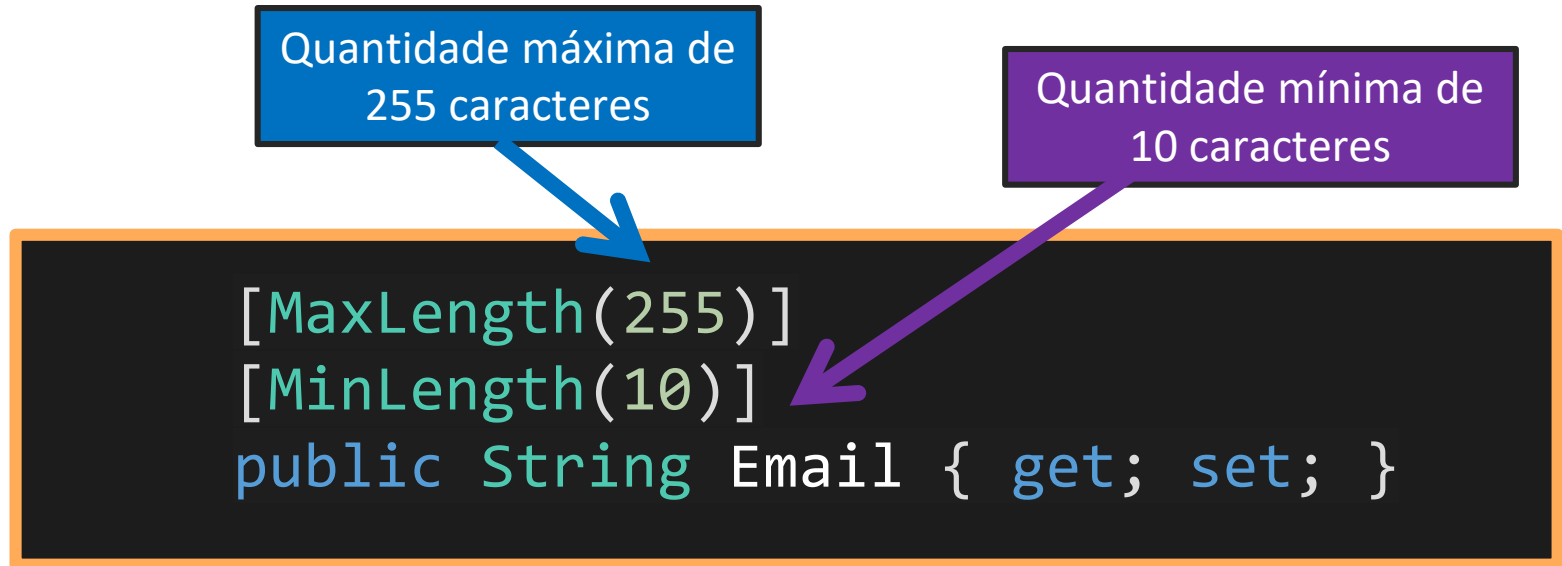 Quantidade máxima de
255 caracteres
Quantidade mínima de
10 caracteres
[MaxLength(255)]
[MinLength(10)]
public String Email { get; set; }